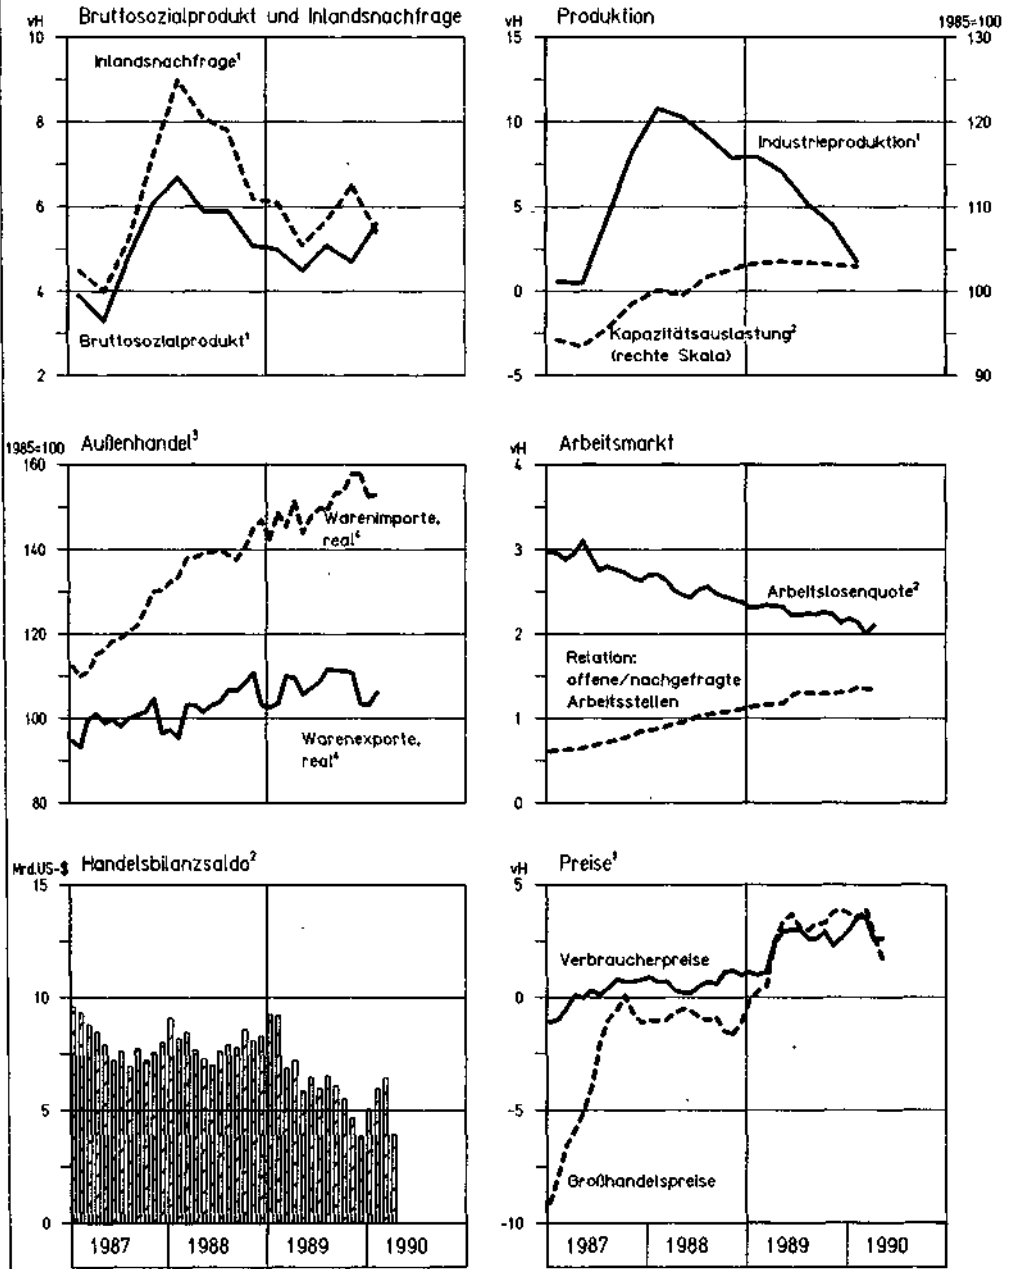 Bruttosozialprodukt und Inlandsnachfrage
vH
10
8
6
4
2
Inlandsnachfrage¹
Bruttosozialprodukt¹
Produktion
vH
15
10
5
0
-5
1985=100
130
120
110
100
90
Industrieproduktion¹
Kapazitätsauslastung²
(rechte Skala)
Außenhandel³
1985=100
160
140
120
100
80
Warenimporte,
real⁴
Warenexporte,
real⁴
Arbeitsmarkt
vH
4
3
2
1
0
Arbeitslosenquote²
Relation:
offene/nachgefragte
Arbeitsstellen
Handelsbilanzsaldo²
Mrd.US-$
15
10
5
0
1987
1988
1989
1990
Preise¹
vH
5
0
-5
-10
Verbraucherpreise
Großhandelspreise
1987
1988
1989
1990